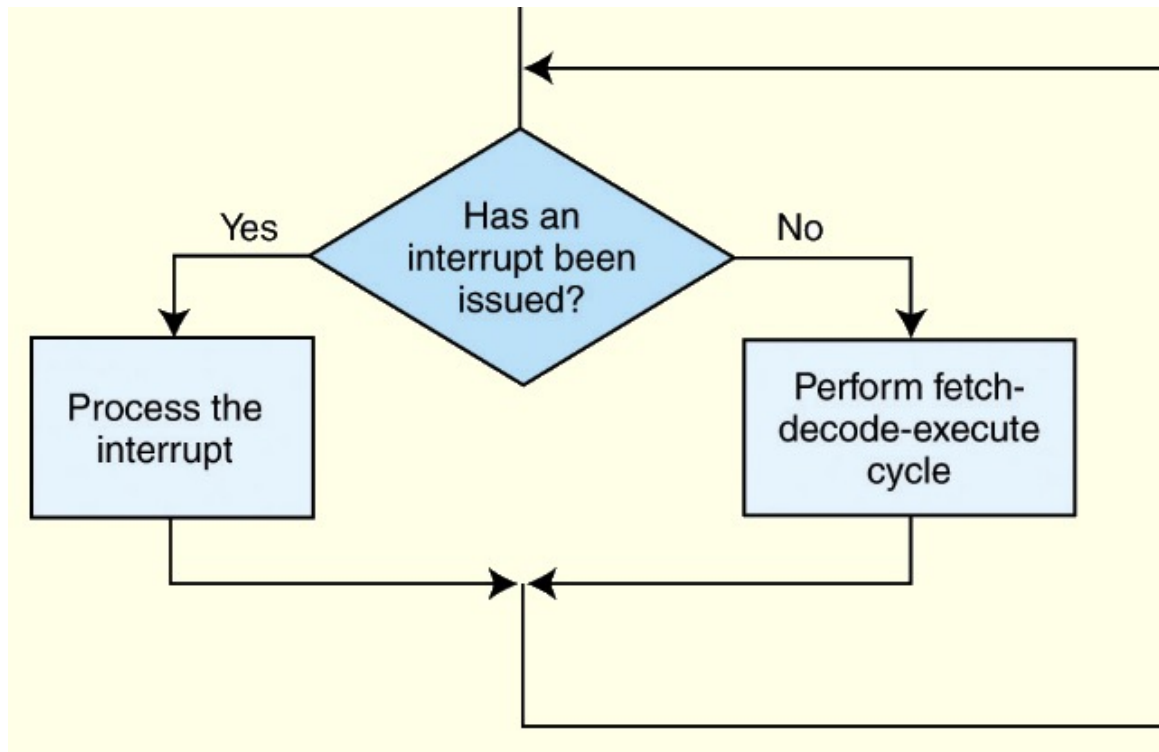 Has an
interrupt been
issued?
Yes
No
Process the
interrupt
Perform fetch-
decode-execute
cycle